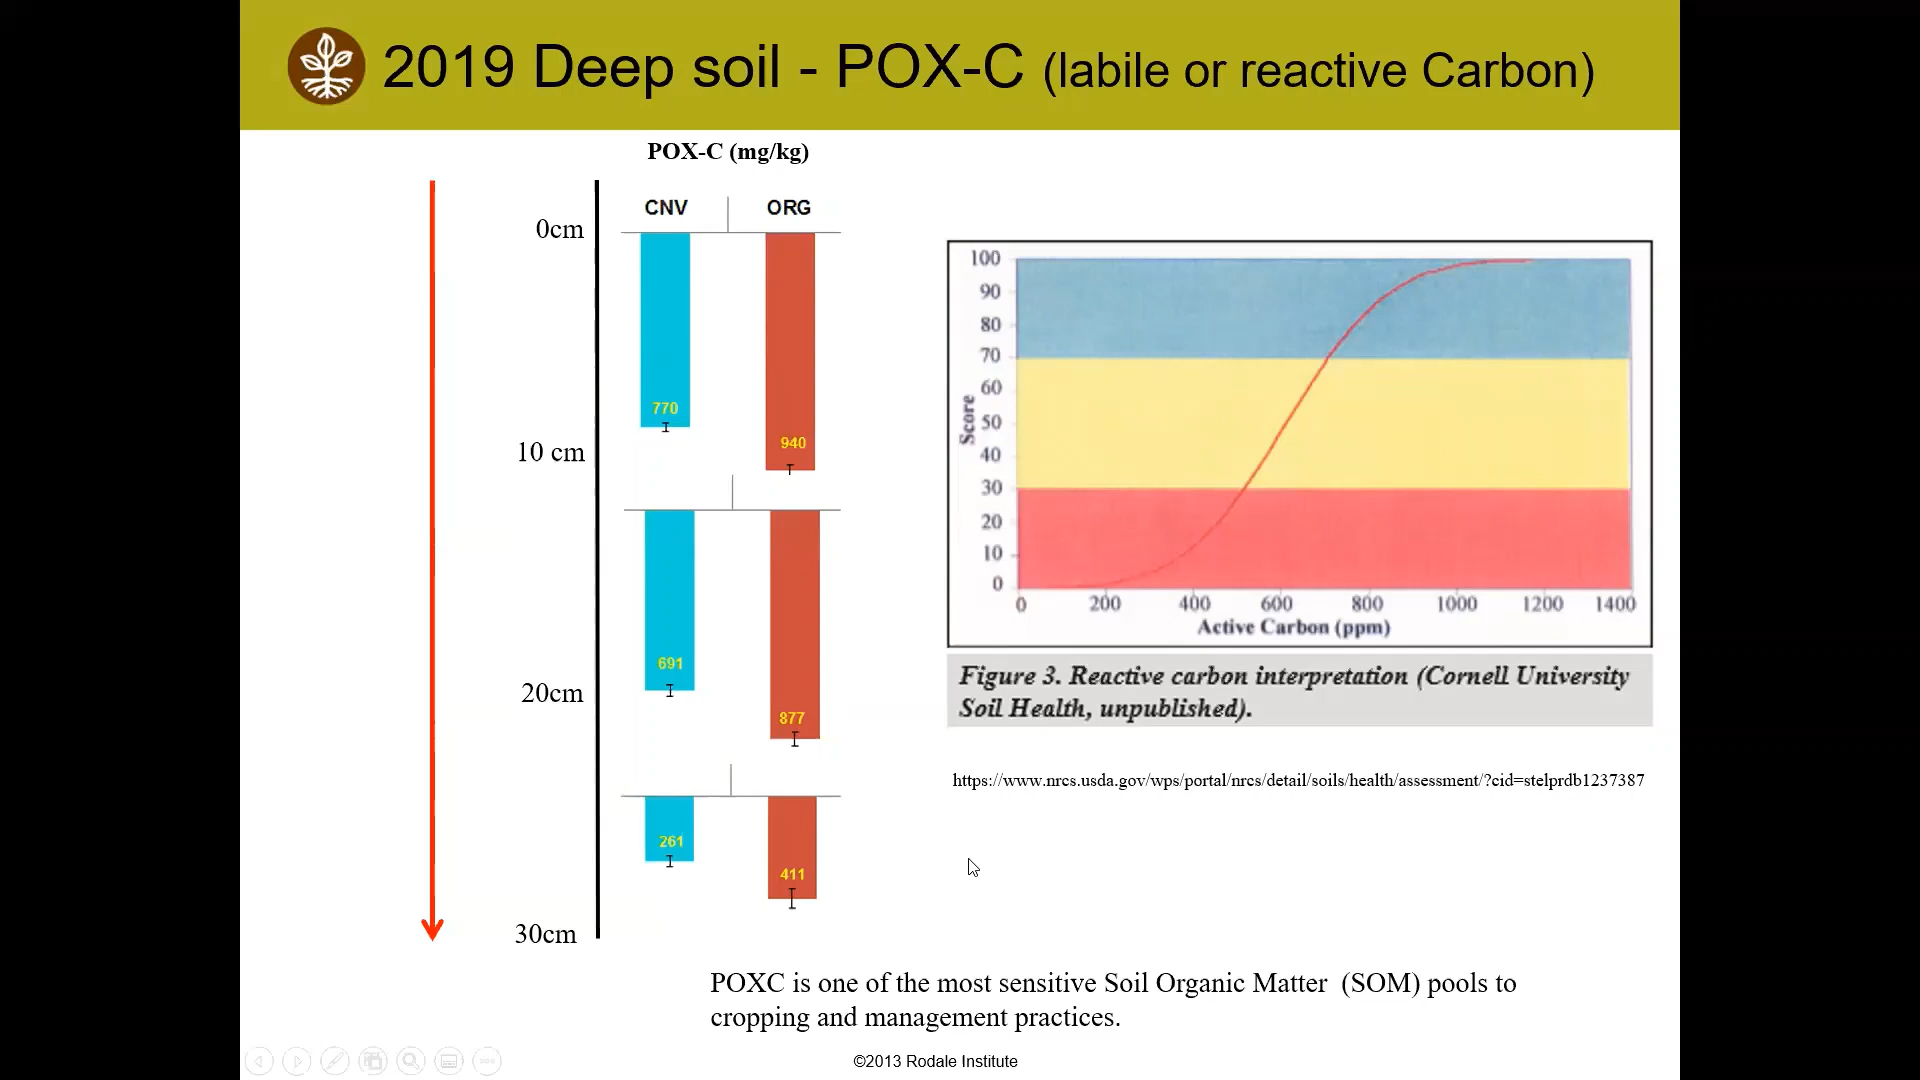 2019 Deep soil - POX-C (labile or reactive Carbon)
POX-C (mg/kg)
CNV ORG
0cm
770
940
10 cm
691
20cm
877
261
411
30cm
100
90
80
70
60
50
40
30
20
10
0
Score
0 200 400 600 800 1000 1200 1400
Active Carbon (ppm)
Figure 3. Reactive carbon interpretation (Cornell University
Soil Health, unpublished).
https://www.nrcs.usda.gov/wps/portal/nrcs/detail/soils/health/assessment/?cid=stelprdb1237387
POXC is one of the most sensitive Soil Organic Matter (SOM) pools to
cropping and management practices.
©2013 Rodale Institute